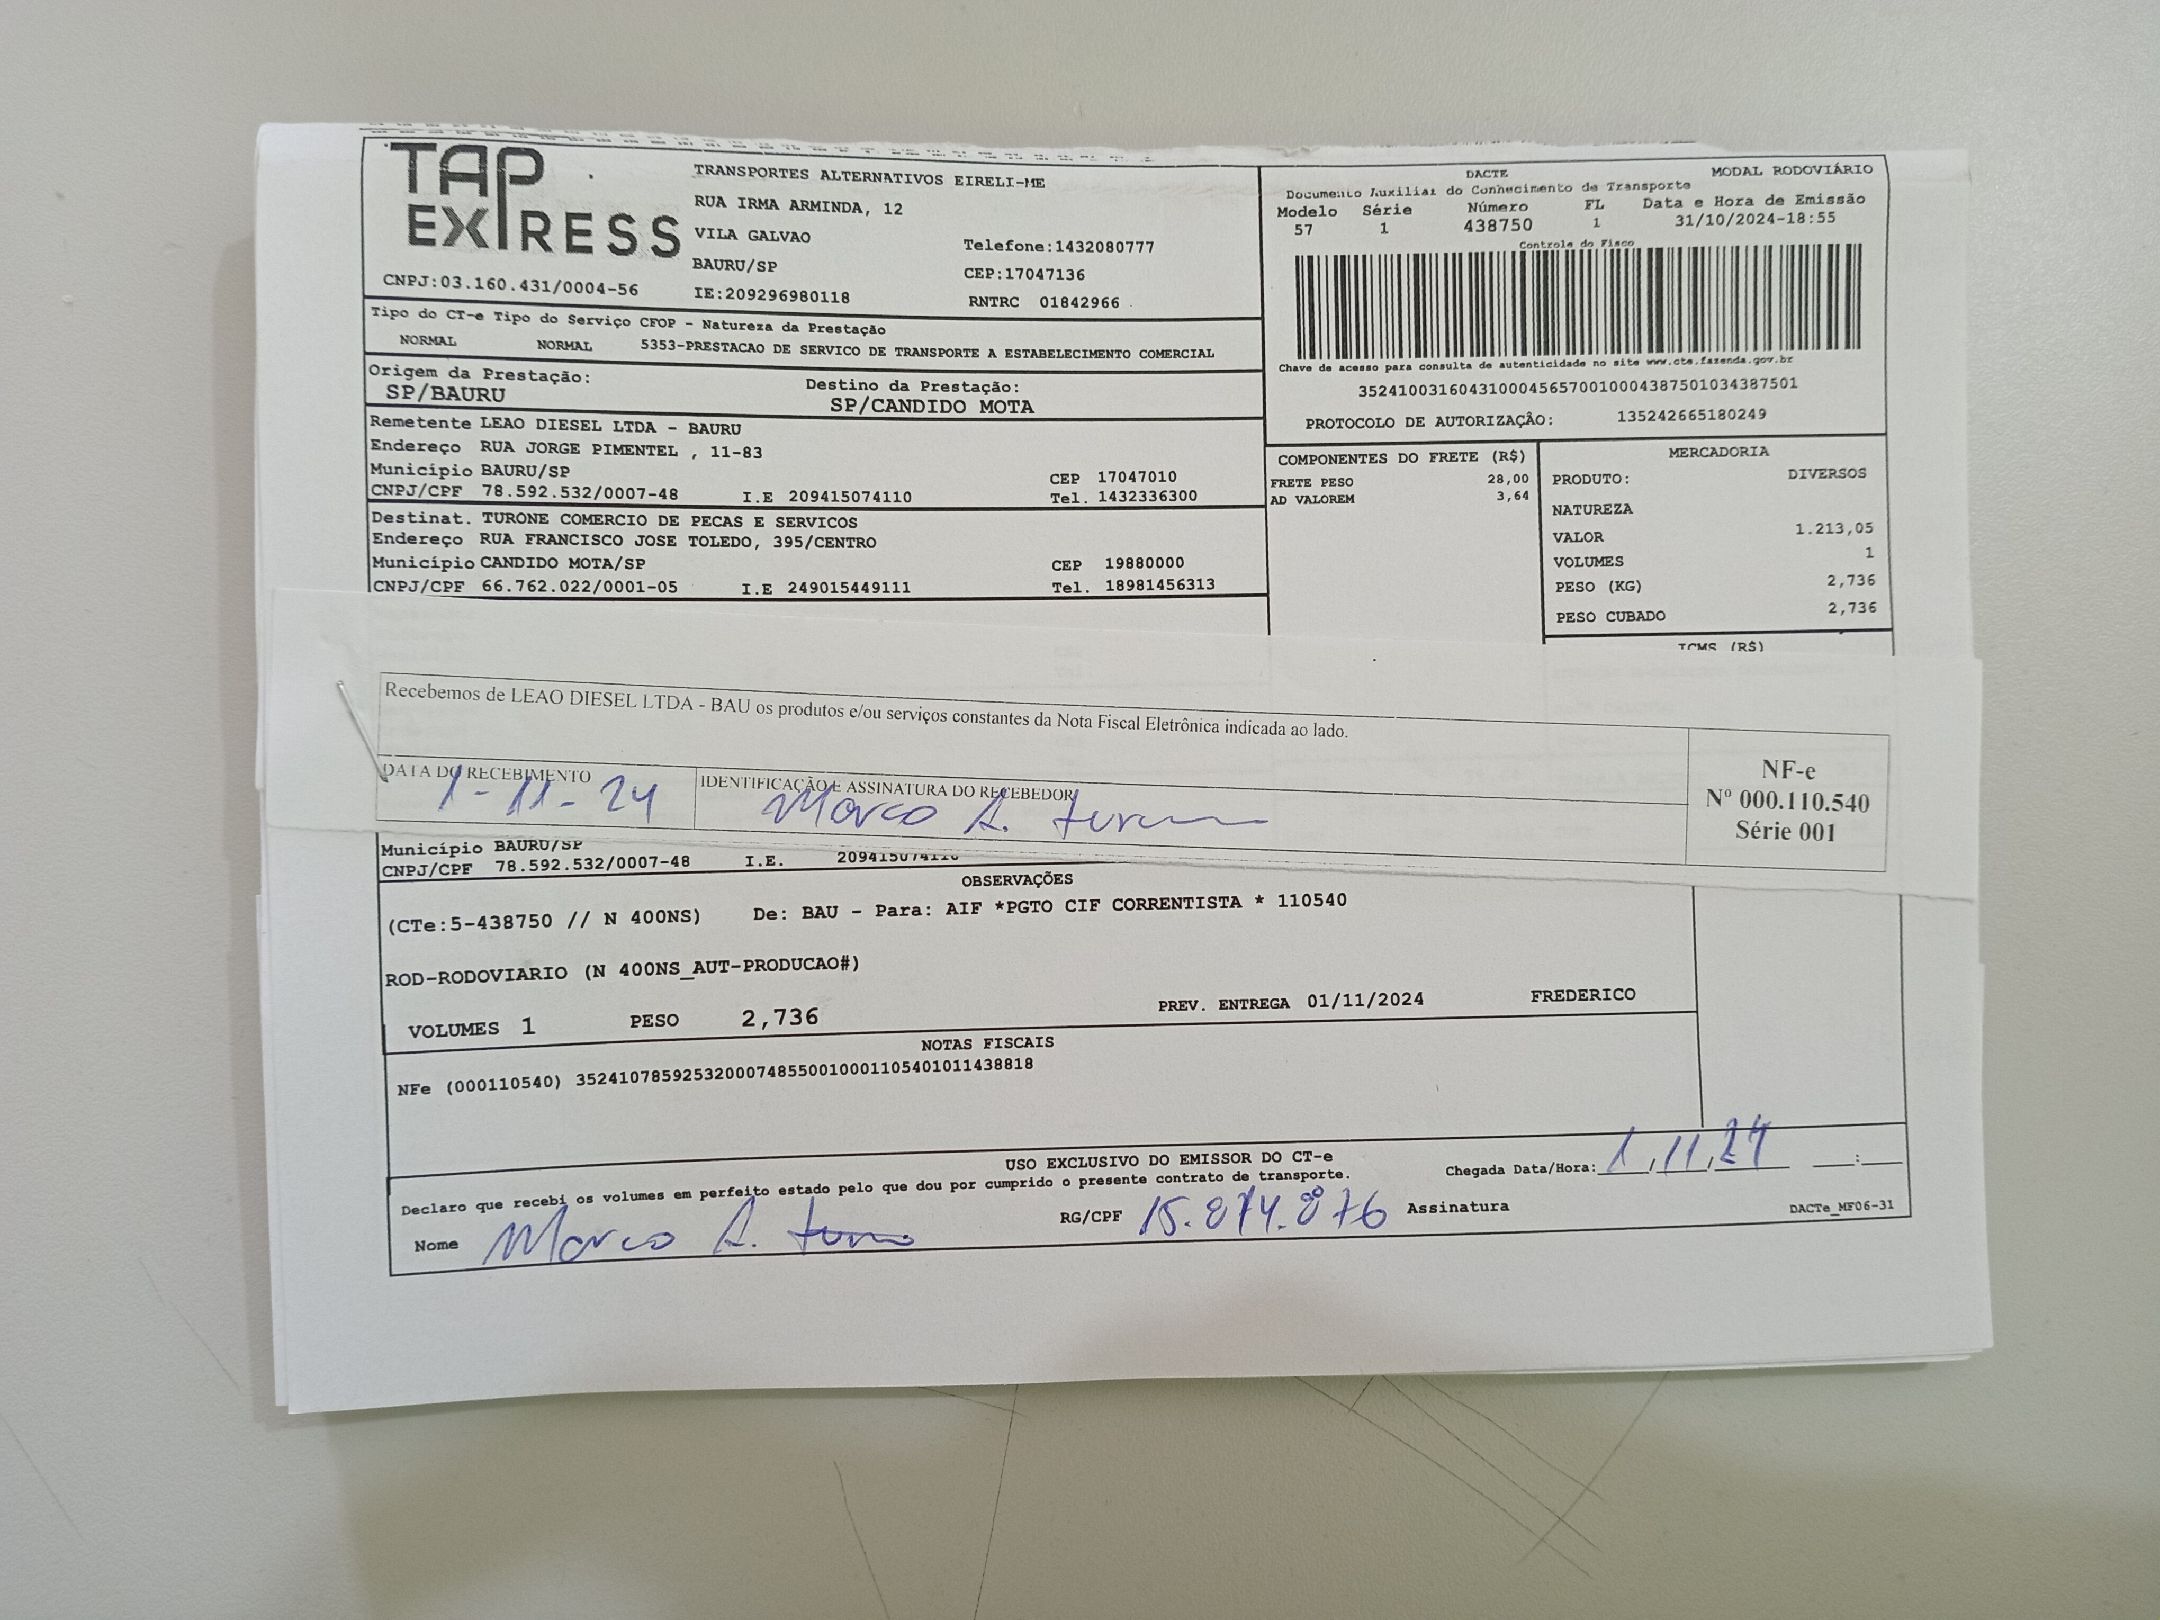 TAP EXPRESS
TRANSPORTES ALTERNATIVOS EIRELI-ME
RUA IRMA ARMINDA, 12
VILA GALVAO
Telefone:1432080777
BAURU/SP
CEP:17047136
CNPJ:03.160.431/0004-56
IE:209296980118
RNTRC 01842966
DACTE
MODAL RODOVIÁRIO
Documento Auxiliar do Conhecimento de Transporte
Modelo Série Número FL Data e Hora de Emissão
57 1 438750 1 31/10/2024-18:55
Controle do Fisco
Chave de acesso para consulta de autenticidade no site www.cte.fazenda.gov.br
35241003160431000456570010004387501034387501
PROTOCOLO DE AUTORIZAÇÃO: 135242665180249
Tipo do CT-e Tipo do Serviço CFOP - Natureza da Prestação
NORMAL NORMAL 5353-PRESTACAO DE SERVICO DE TRANSPORTE A ESTABELECIMENTO COMERCIAL
Origem da Prestação: Destino da Prestação:
SP/BAURU SP/CANDIDO MOTA
Remetente LEAO DIESEL LTDA - BAURU
Endereço RUA JORGE PIMENTEL , 11-83
Município BAURU/SP CEP 17047010
CNPJ/CPF 78.592.532/0007-48 I.E 209415074110 Tel. 1432336300
Destinat. TURONE COMERCIO DE PECAS E SERVICOS
Endereço RUA FRANCISCO JOSE TOLEDO, 395/CENTRO
Município CANDIDO MOTA/SP CEP 19880000
CNPJ/CPF 66.762.022/0001-05 I.E 249015449111 Tel. 18981456313
COMPONENTES DO FRETE (R$)
FRETE PESO 28,00
AD VALOREM 3,64
MERCADORIA
PRODUTO: DIVERSOS
NATUREZA
VALOR 1.213,05
VOLUMES 1
PESO (KG) 2,736
PESO CUBADO 2,736
ICMS (R$)
Recebemos de LEAO DIESEL LTDA - BAU os produtos e/ou serviços constantes da Nota Fiscal Eletrônica indicada ao lado.
DATA DO RECEBIMENTO
1-11-24
IDENTIFICAÇÃO E ASSINATURA DO RECEBEDOR
Marco A.
NF-e
Nº 000.110.540
Série 001
Município BAURU/SP
CNPJ/CPF 78.592.532/0007-48 I.E. 209415074110
OBSERVAÇÕES
(CTe:5-438750 // N 400NS) De: BAU - Para: AIF *PGTO CIF CORRENTISTA * 110540
ROD-RODOVIARIO (N 400NS_AUT-PRODUCAO#)
VOLUMES 1 PESO 2,736 PREV. ENTREGA 01/11/2024 FREDERICO
NOTAS FISCAIS
NFe (000110540) 35241078592532000748550010001105401011438818
USO EXCLUSIVO DO EMISSOR DO CT-e
Declaro que recebi os volumes em perfeito estado pelo que dou por cumprido o presente contrato de transporte.
Chegada Data/Hora: 1/11/24 __:__
Nome Marco A. RG/CPF 15.874.876 Assinatura
DACTe_MF06-31